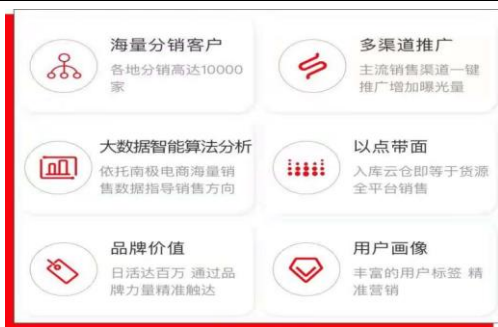 海量分销客户
各地分销高达10000
家
多渠道推广
主流销售渠道一键
推广增加曝光量
大数据智能算法分析
依托南极电商海量销
售数据指导销售方向
以点带面
入库云仓即等于货源
全平台销售
品牌价值
日活达百万 通过品
牌力量精准触达
用户画像
丰富的用户标签 精
准营销